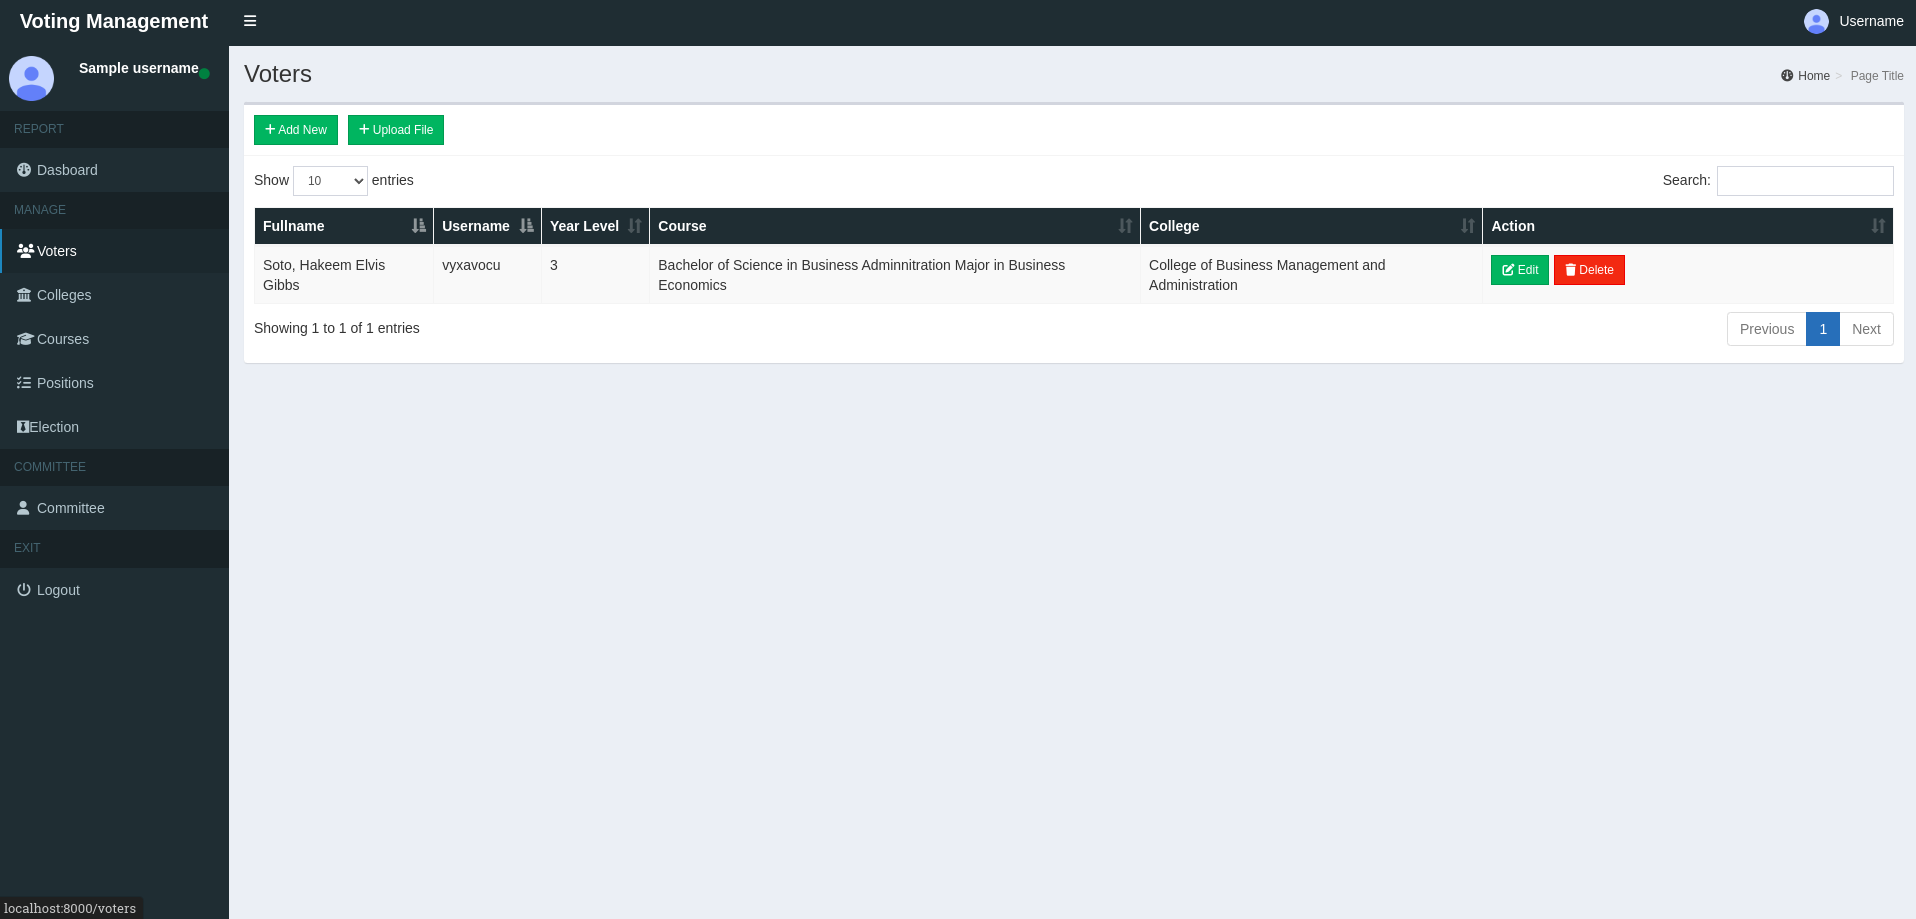 Voting Management
Username
Sample username
REPORT
Dasboard
MANAGE
Voters
Colleges
Courses
Positions
Election
COMMITTEE
Committee
EXIT
Logout
Voters
Home > Page Title
Add New Upload File
Show 10 entries
Search:
Fullname Username Year Level Course College Action
Soto, Hakeem Elvis
Gibbs
vyxavocu
3
Bachelor of Science in Business Adminnitration Major in Business
Economics
College of Business Management and
Administration
Edit Delete
Showing 1 to 1 of 1 entries
Previous 1 Next
localhost:8000/voters